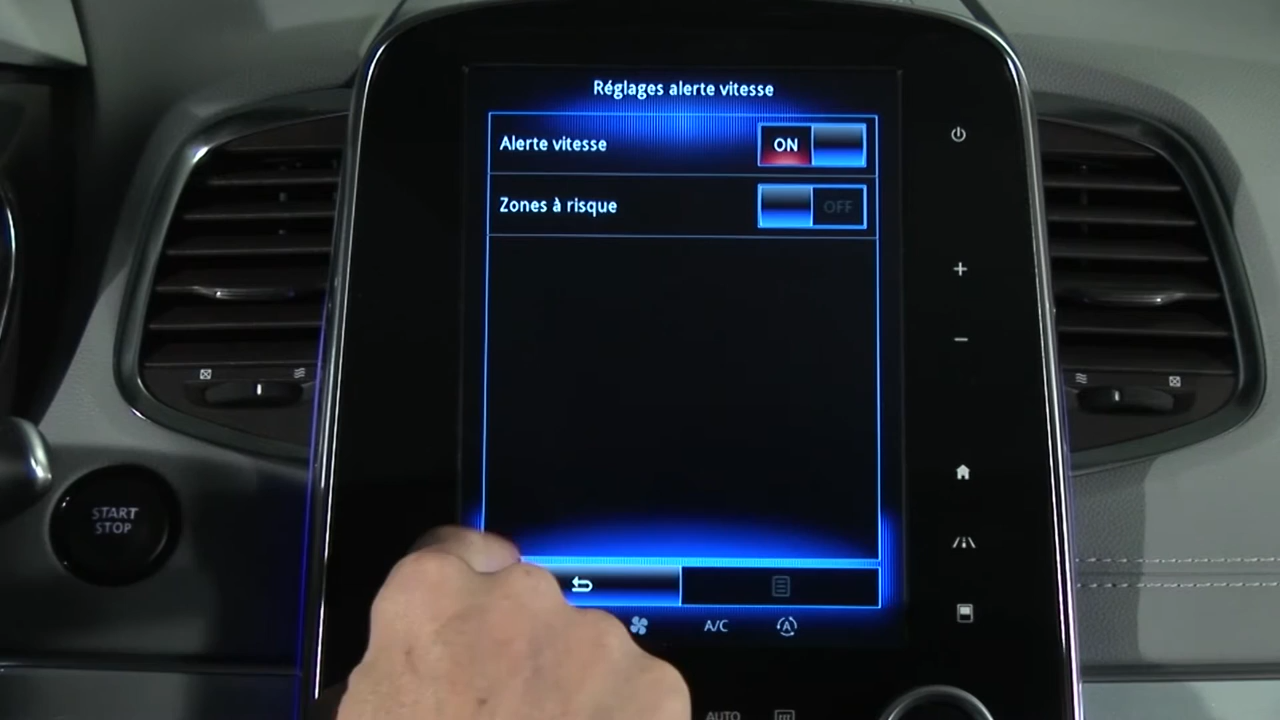 Réglages alerte vitesse
Alerte vitesse ON
Zones à risque OFF
START
STOP
A/C
AUTO